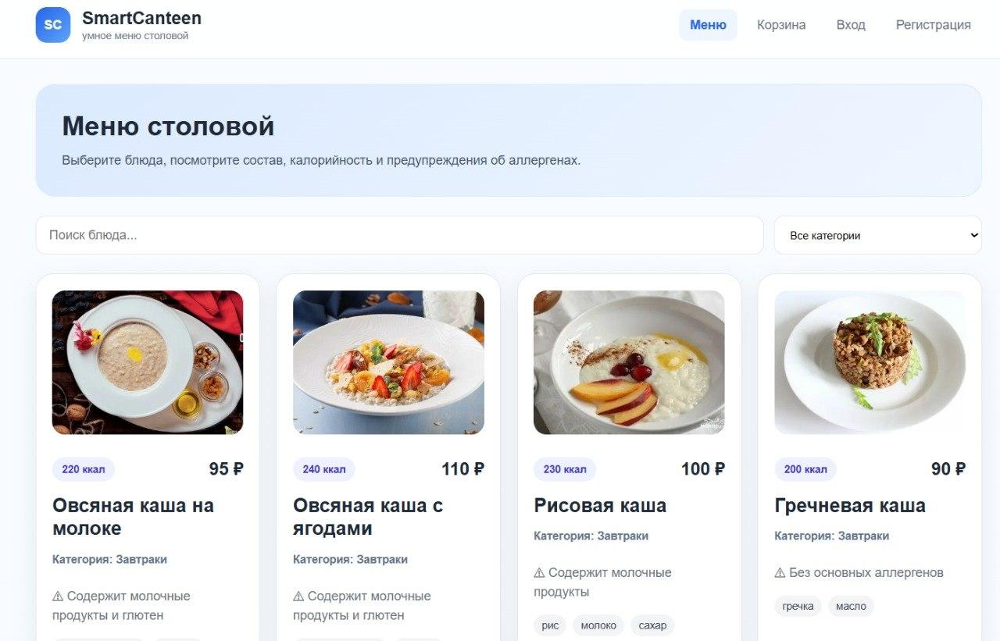 SC
SmartCanteen
умное меню столовой
Меню
Корзина
Вход
Регистрация
Меню столовой
Выберите блюда, посмотрите состав, калорийность и предупреждения об аллергенах.
Поиск блюда...
Все категории
220 ккал
95 ₽
Овсяная каша на
молоке
Категория: Завтраки
⚠ Содержит молочные
продукты и глютен
240 ккал
110 ₽
Овсяная каша с
ягодами
Категория: Завтраки
⚠ Содержит молочные
продукты и глютен
230 ккал
100 ₽
Рисовая каша
Категория: Завтраки
⚠ Содержит молочные
продукты
рис
молоко
сахар
200 ккал
90 ₽
Гречневая каша
Категория: Завтраки
⚠ Без основных аллергенов
гречка
масло